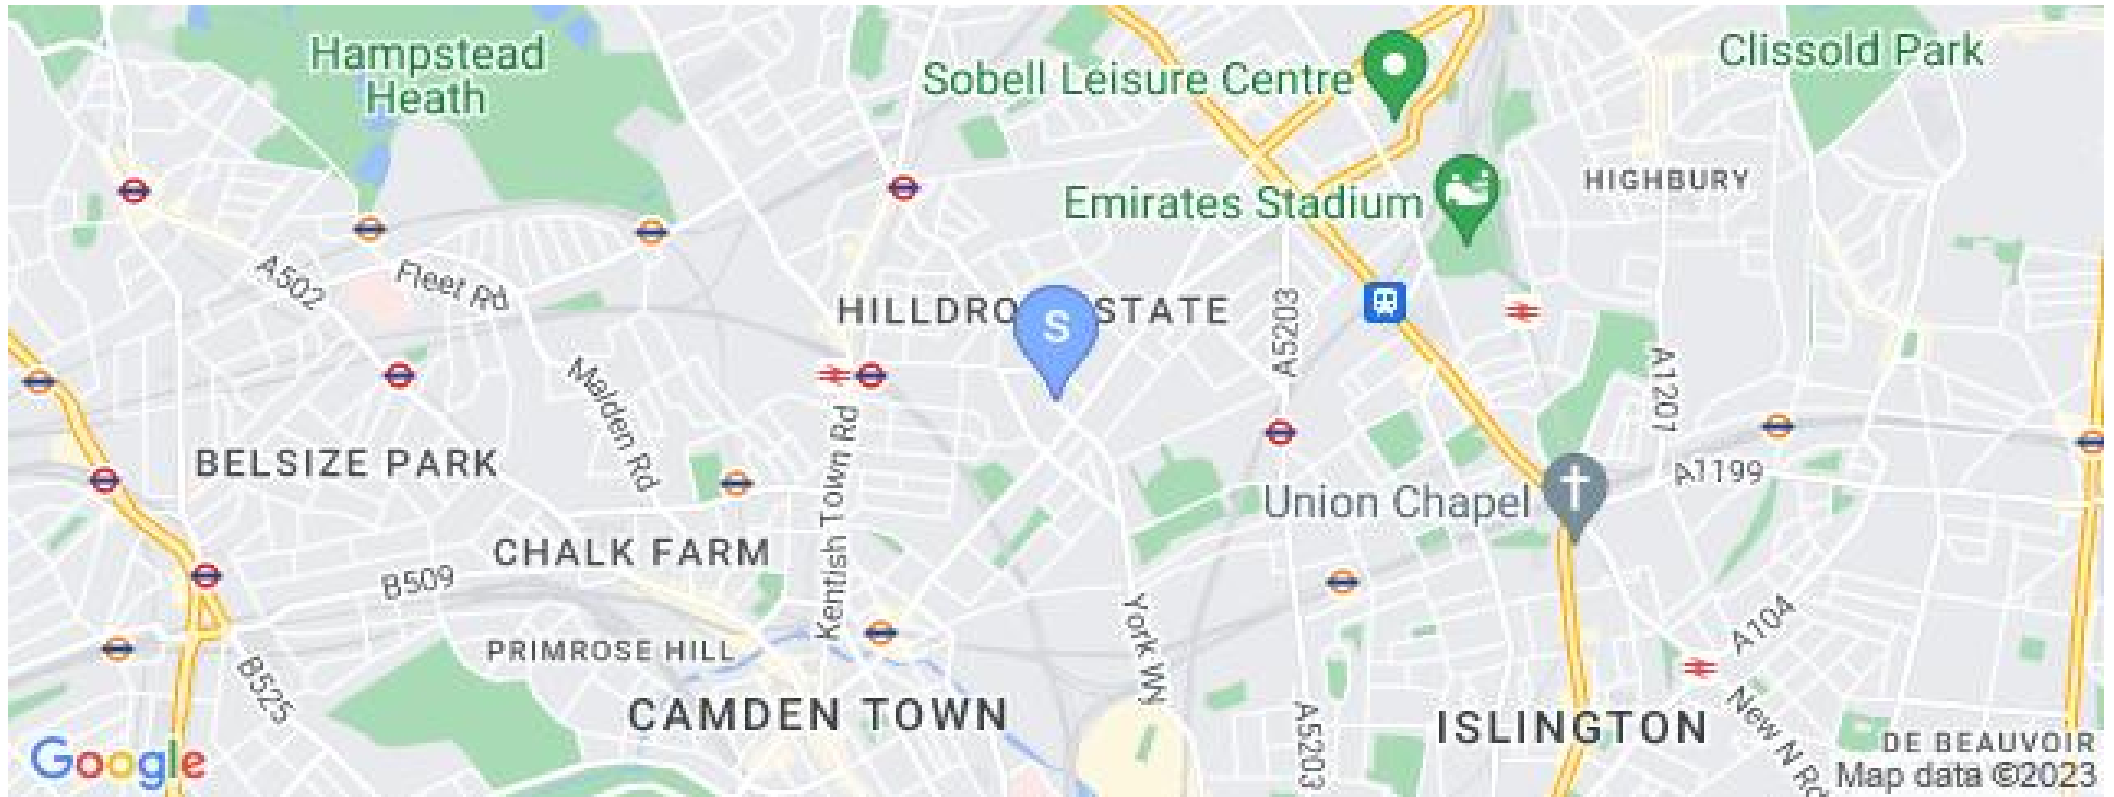 Hampstead
Heath
Sobell Leisure Centre
Clissold Park
HIGHBURY
Emirates Stadium
A502
Fleet Rd
HILLDRO
S
STATE
A5203
Malden Rd
A1201
BELSIZE PARK
Kentish Town Rd
A1199
Union Chapel
CHALK FARM
B509
PRIMROSE HILL
B525
York Wy
A104
CAMDEN TOWN
A5203
ISLINGTON
New N Rd
DE BEAUVOIR
Google
Map data ©2023